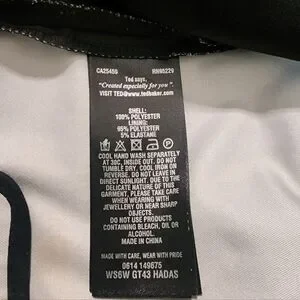 CA25455 RN95229
Ted says,
"Created especially for you"
VISIT TED@www.tedbaker.com
SHELL:
100% POLYESTER
LINING:
95% POLYESTER
5% ELASTANE
COOL HAND WASH SEPARATELY
AT 30C, INSIDE OUT. DO NOT
TUMBLE DRY. COOL IRON ON
REVERSE. DO NOT LEAVE IN
DIRECT SUNLIGHT. DUE TO THE
DELICATE NATURE OF THIS
GARMENT, PLEASE TAKE CARE
WHEN WEARING WITH
JEWELLERY OR NEAR SHARP
OBJECTS.
DO NOT USE PRODUCTS
CONTAINING BLEACH, OIL OR
ALCOHOL.
MADE IN CHINA
MADE WITH CARE, WEAR WITH PRIDE
0614 149675
WS6W GT43 HADAS